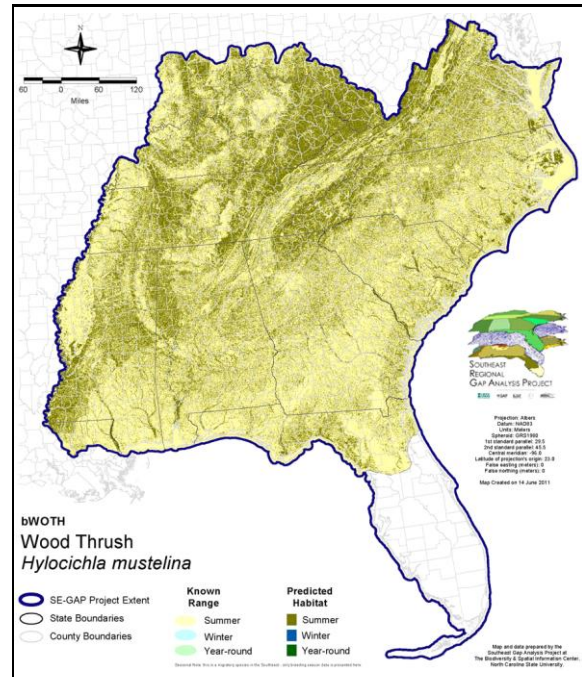 N
60 0 60 120
Miles
SOUTHEAST
REGIONAL
GAP ANALYSIS PROJECT
Projection: Albers
Datum: NAD83
Units: Meters
Spheroid: GRS1980
1st standard parallel: 29.5
2nd standard parallel: 45.5
Central meridian: -96.0
Latitude of projection's origin: 23.0
False easting (meters): 0
False northing (meters): 0
Map Created on 14 June 2011
bWOTH
Wood Thrush
Hylocichla mustelina
SE-GAP Project Extent
State Boundaries
County Boundaries
Known
Range
Summer
Winter
Year-round
Predicted
Habitat
Summer
Winter
Year-round
Map and data prepared by the
Southeast Gap Analysis Project at
The Biodiversity & Spatial Information Center,
North Carolina State University.